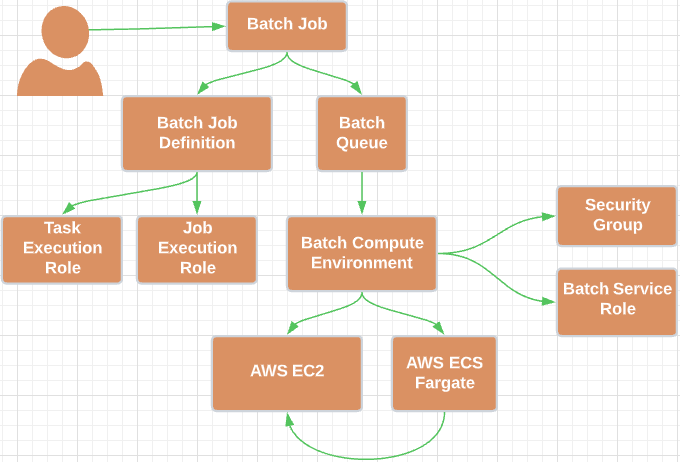 Batch Job
Batch Job
Definition
Batch
Queue
Task
Execution
Role
Job
Execution
Role
Batch Compute
Environment
Security
Group
Batch Service
Role
AWS EC2
AWS ECS
Fargate